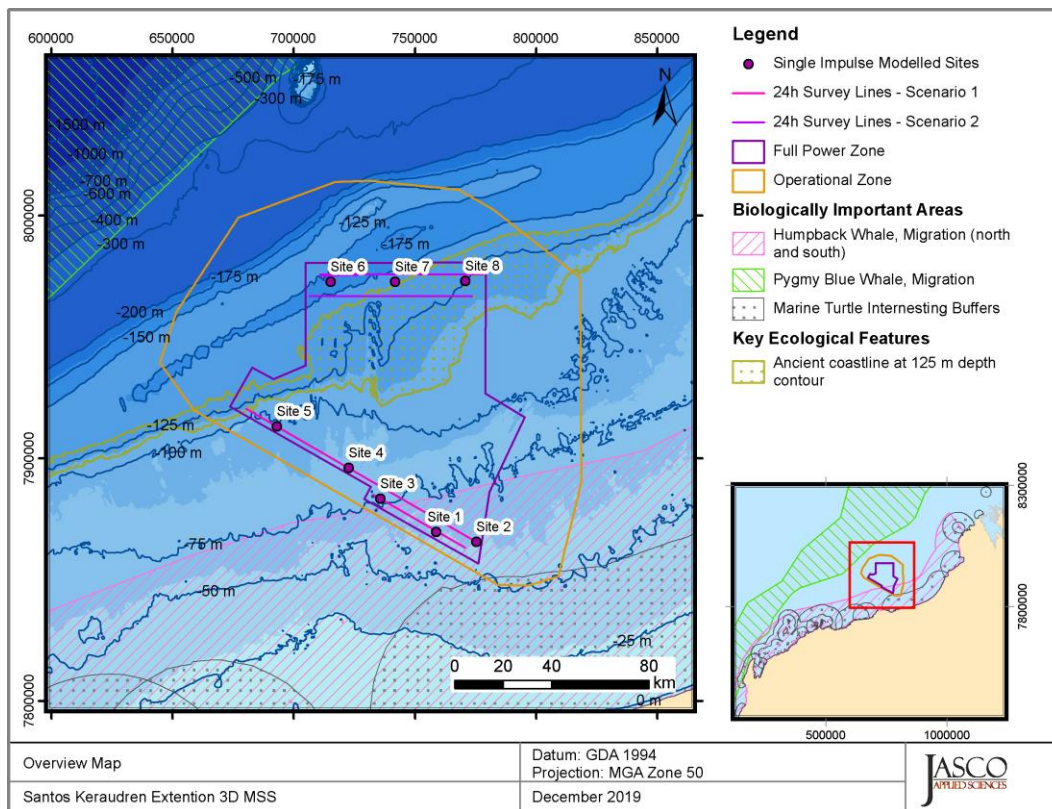 600000 650000 700000 750000 800000 850000
8000000
7900000
7800000
N
-500 m
-175 m
-300 m
-1500 m
-1000 m
-700 m
-600 m
-400 m
-300 m
-125 m
-175 m
-175 m
-200 m
-150 m
Site 6
Site 7
Site 8
Site 5
-125 m
-100 m
Site 4
Site 3
Site 1
Site 2
-75 m
-50 m
-25 m
0 m
0 20 40 60 80
km
Legend
Single Impulse Modelled Sites
24h Survey Lines - Scenario 1
24h Survey Lines - Scenario 2
Full Power Zone
Operational Zone
Biologically Important Areas
Humpback Whale, Migration (north
and south)
Pygmy Blue Whale, Migration
Marine Turtle Internesting Buffers
Key Ecological Features
Ancient coastline at 125 m depth
contour
8300000
7800000
500000 1000000
Overview Map
Santos Keraudren Extention 3D MSS
Datum: GDA 1994
Projection: MGA Zone 50
December 2019
JASCO
APPLIED SCIENCES